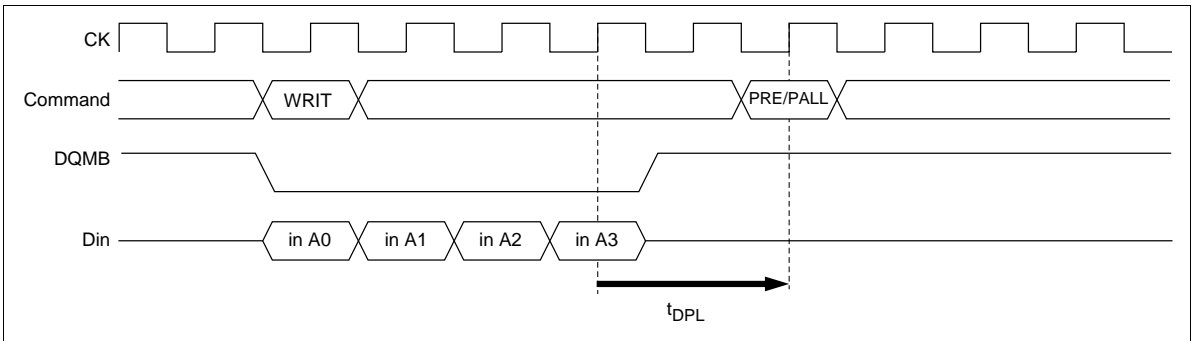 CK
Command WRIT PRE/PALL
DQMB
Din in A0 in A1 in A2 in A3
tDPL